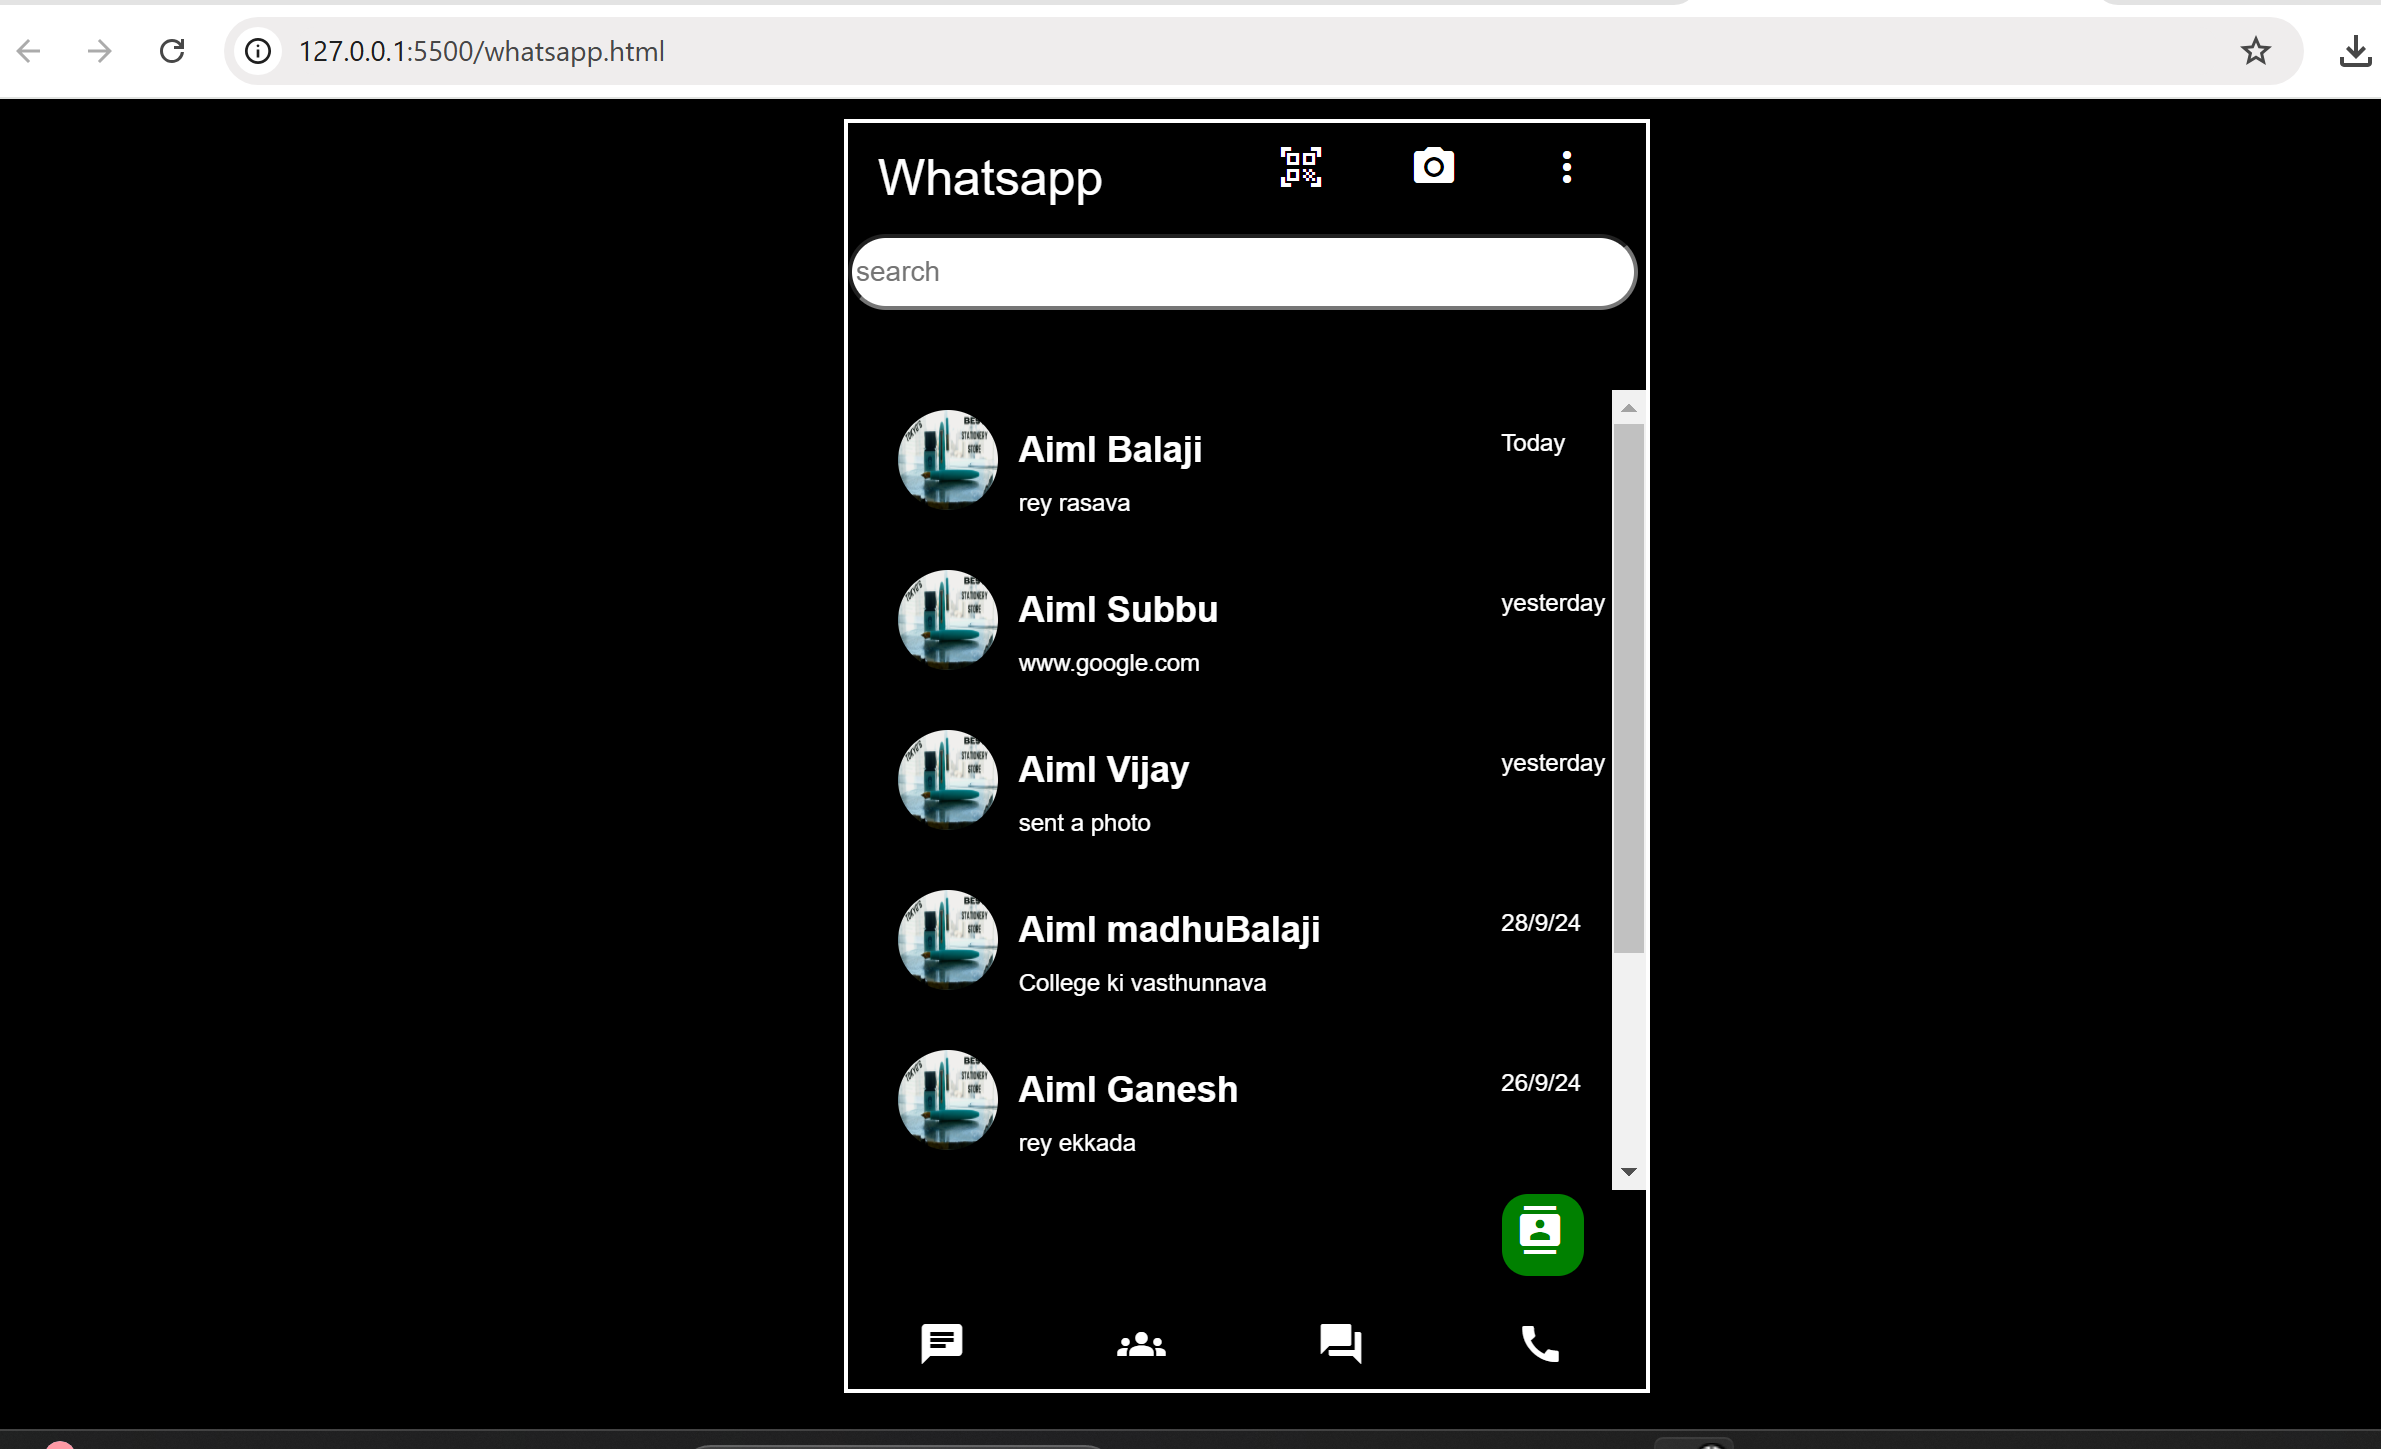 127.0.0.1:5500/whatsapp.html
Whatsapp
search
Aiml Balaji
Today
rey rasava
Aiml Subbu
yesterday
www.google.com
Aiml Vijay
yesterday
sent a photo
Aiml madhuBalaji
28/9/24
College ki vasthunnava
Aiml Ganesh
26/9/24
rey ekkada